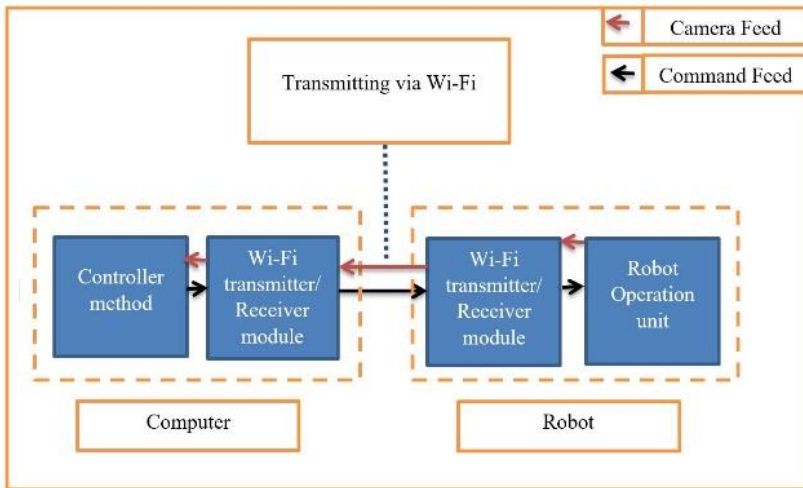 Camera Feed
Command Feed
Transmitting via Wi-Fi
Controller
method
Wi-Fi
transmitter/
Receiver
module
Wi-Fi
transmitter/
Receiver
module
Robot
Operation
unit
Computer
Robot